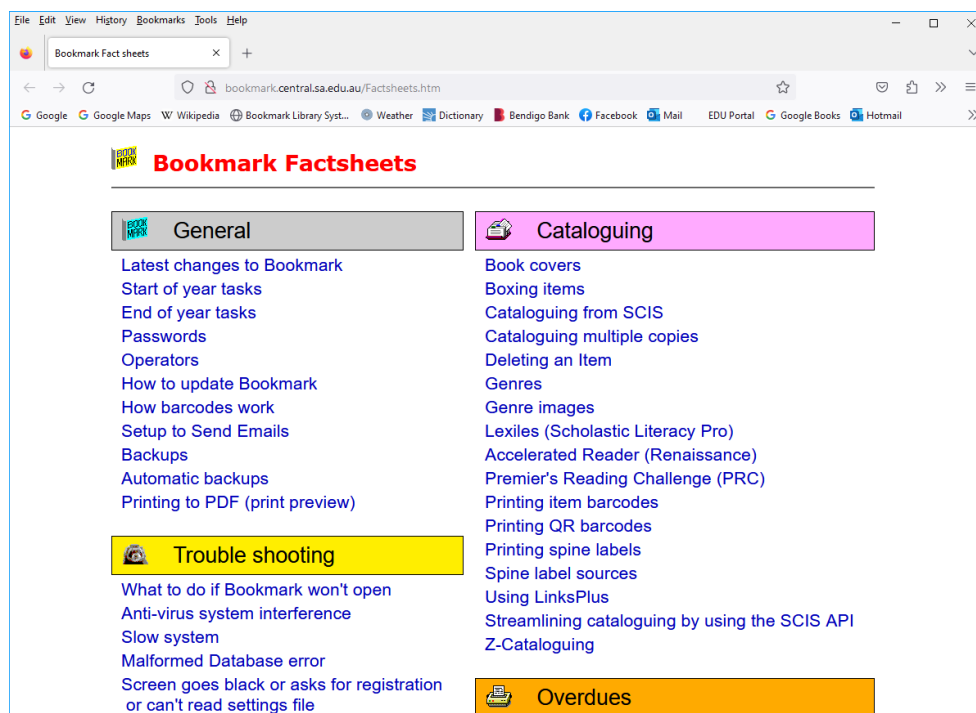 File Edit View History Bookmarks Tools Help
Bookmark Fact sheets
bookmark.central.sa.edu.au/Factsheets.htm
Google Google Maps Wikipedia Bookmark Library Syst... Weather Dictionary Bendigo Bank Facebook Mail EDU Portal Google Books Hotmail
BOOK MARK Bookmark Factsheets
BOOK MARK General
Latest changes to Bookmark
Start of year tasks
End of year tasks
Passwords
Operators
How to update Bookmark
How barcodes work
Setup to Send Emails
Backups
Automatic backups
Printing to PDF (print preview)
Trouble shooting
What to do if Bookmark won't open
Anti-virus system interference
Slow system
Malformed Database error
Screen goes black or asks for registration
or can't read settings file
Cataloguing
Book covers
Boxing items
Cataloguing from SCIS
Cataloguing multiple copies
Deleting an Item
Genres
Genre images
Lexiles (Scholastic Literacy Pro)
Accelerated Reader (Renaissance)
Premier's Reading Challenge (PRC)
Printing item barcodes
Printing QR barcodes
Printing spine labels
Spine label sources
Using LinksPlus
Streamlining cataloguing by using the SCIS API
Z-Cataloguing
Overdues